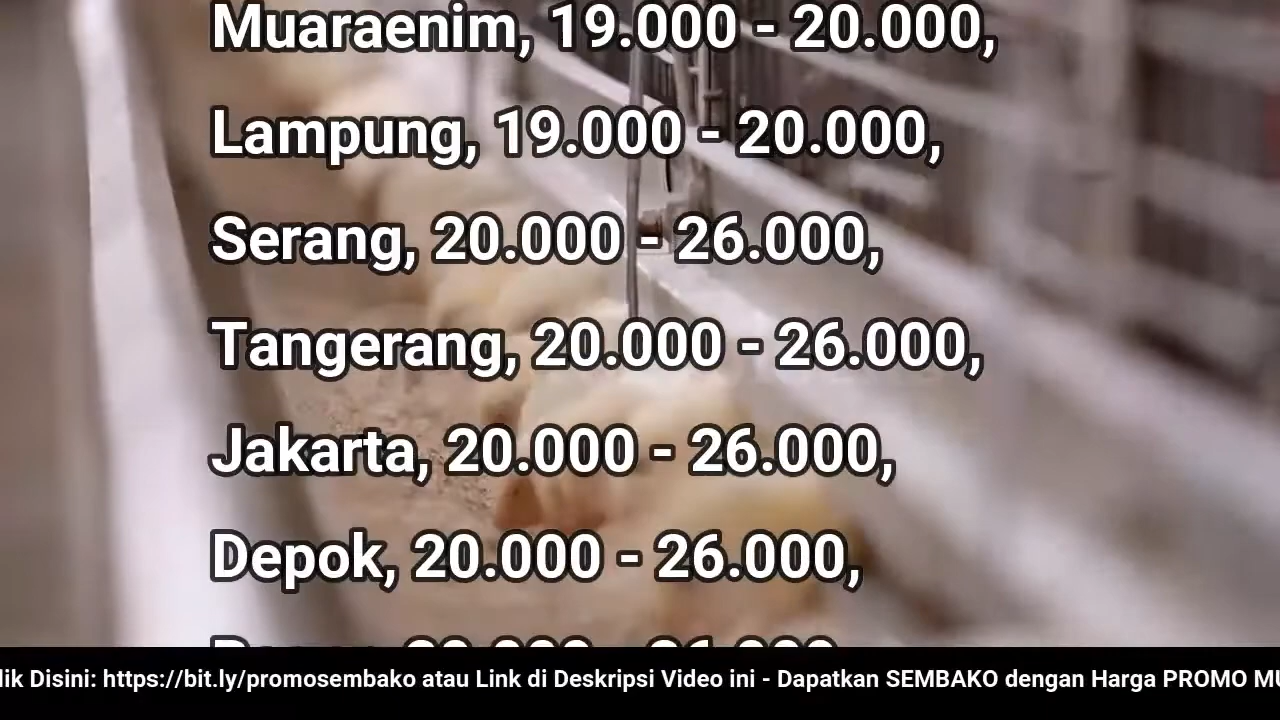 Muaraenim, 19.000 - 20.000,
Lampung, 19.000 - 20.000,
Serang, 20.000 - 26.000,
Tangerang, 20.000 - 26.000,
Jakarta, 20.000 - 26.000,
Depok, 20.000 - 26.000,
Disini: https://bit.ly/promosembako atau Link di Deskripsi Video ini - Dapatkan SEMBAKO dengan Harga PROMO